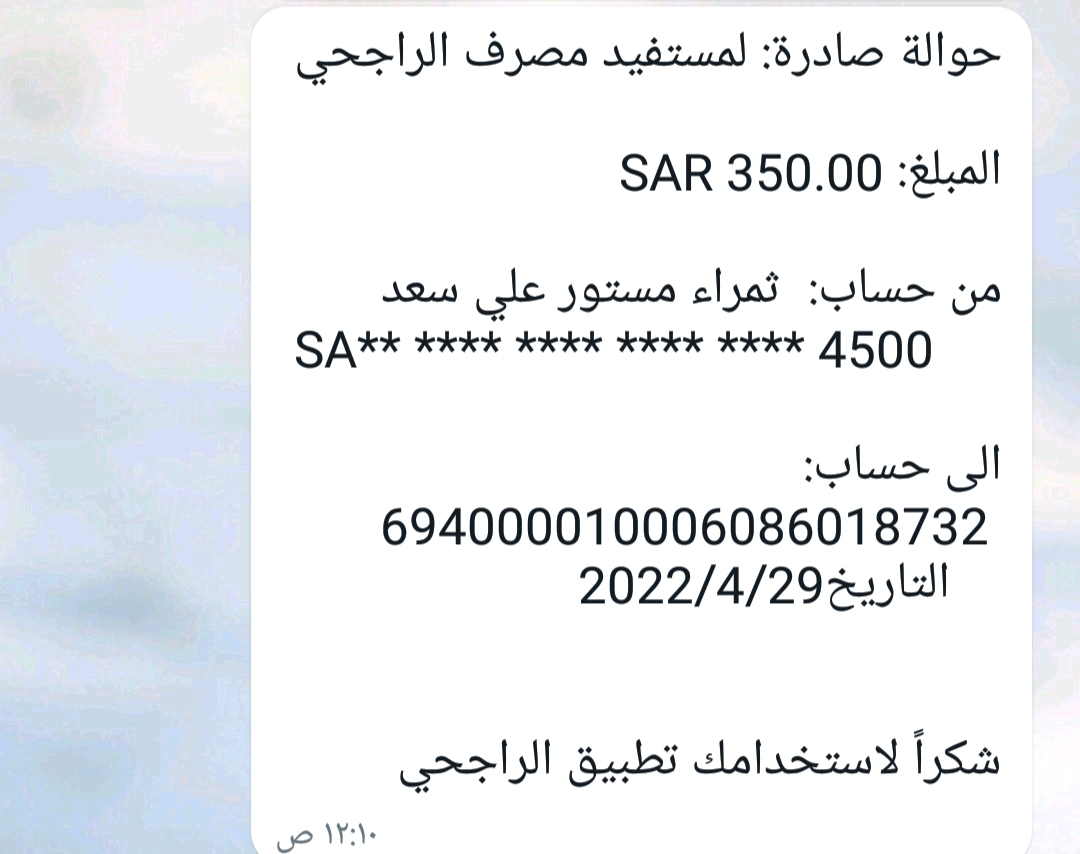 حوالة صادرة: لمستفيد مصرف الراجحي
المبلغ: SAR 350.00
من حساب: ثمراء مستور علي سعد
SA** **** **** **** **** 4500
الى حساب:
694000010006086018732
التاريخ2022/4/29
شكراً لاستخدامك تطبيق الراجحي
١٢:١٠ ص